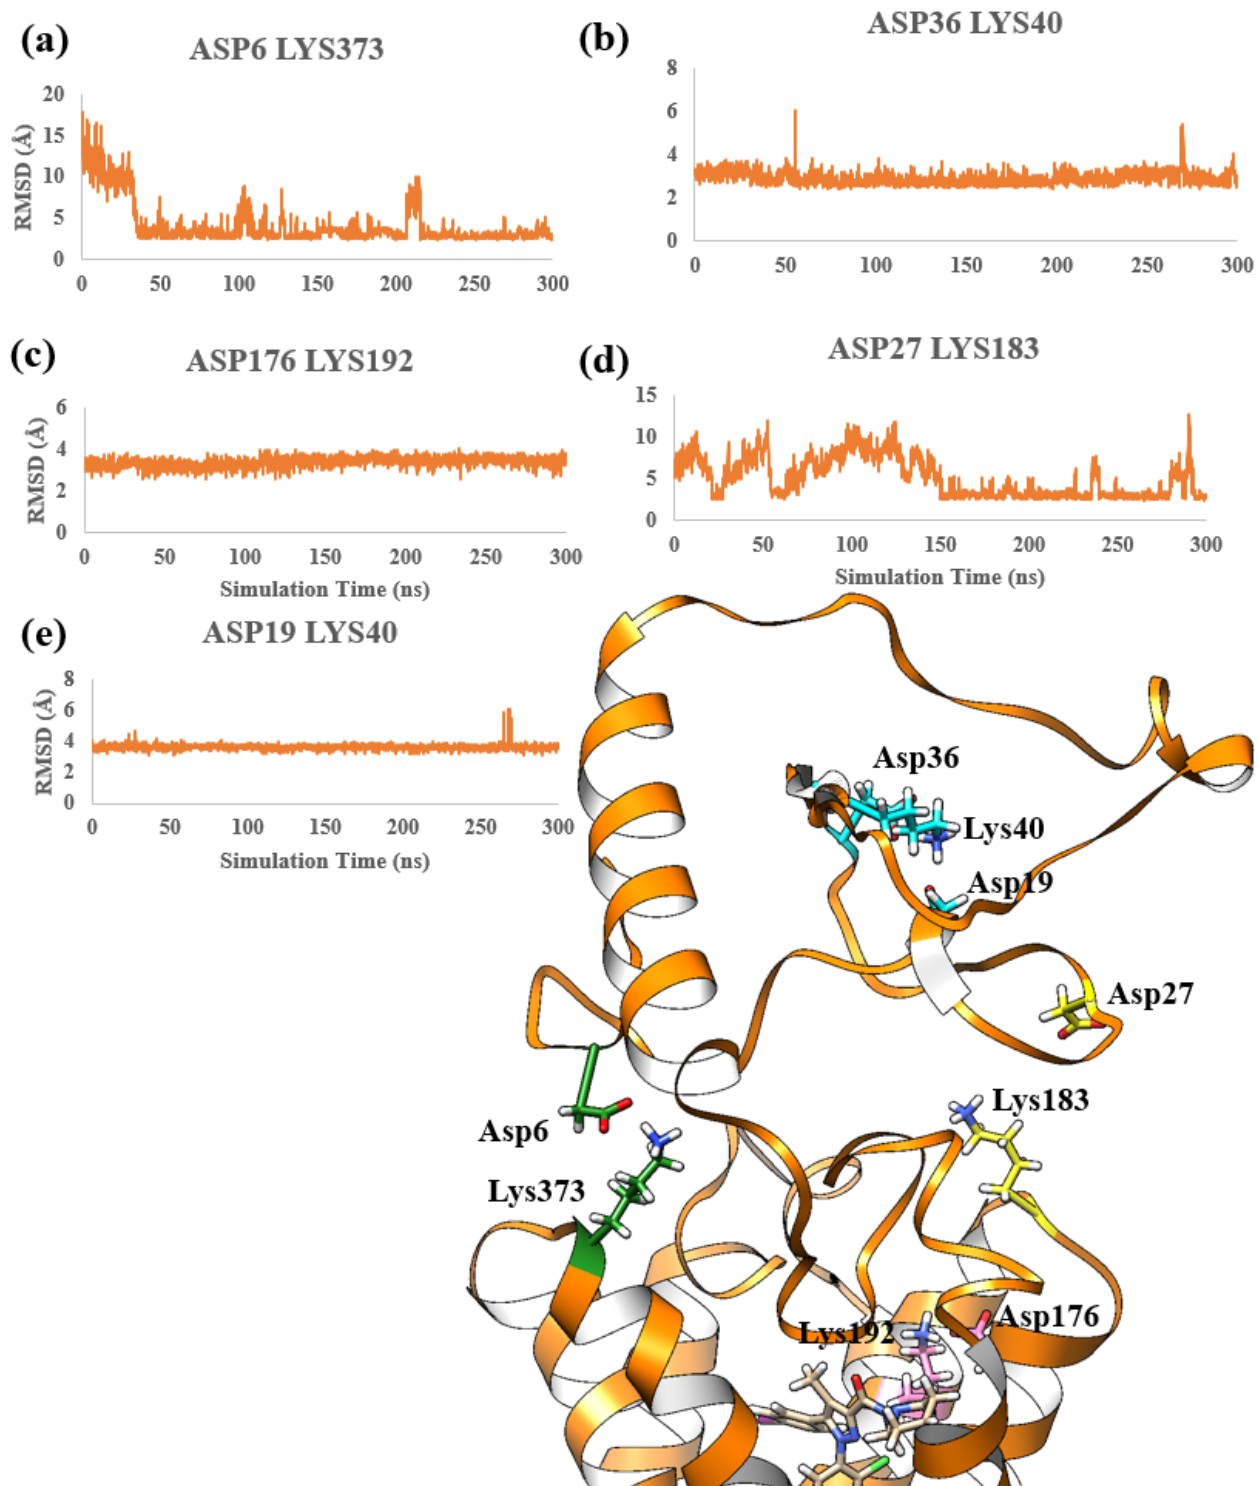 (a)
ASP6 LYS373
RMSD (Å)
20
15
10
5
0
0 50 100 150 200 250 300
(b)
ASP36 LYS40
8
6
4
2
0
0 50 100 150 200 250 300
(c)
ASP176 LYS192
RMSD (Å)
6
4
2
0
0 50 100 150 200 250 300
Simulation Time (ns)
(d)
ASP27 LYS183
15
10
5
0
0 50 100 150 200 250 300
Simulation Time (ns)
(e)
ASP19 LYS40
RMSD (Å)
8
6
4
2
0
0 50 100 150 200 250 300
Simulation Time (ns)
Asp36
Lys40
Asp19
Asp27
Lys183
Asp6
Lys373
Lys192
Asp176